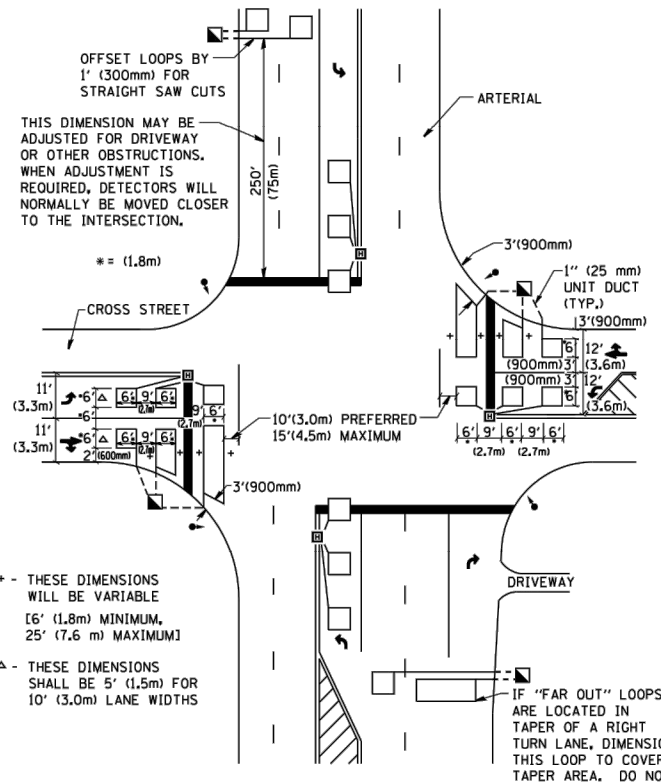 OFFSET LOOPS BY
1' (300mm) FOR
STRAIGHT SAW CUTS
THIS DIMENSION MAY BE
ADJUSTED FOR DRIVEWAY
OR OTHER OBSTRUCTIONS.
WHEN ADJUSTMENT IS
REQUIRED, DETECTORS WILL
NORMALLY BE MOVED CLOSER
TO THE INTERSECTION.
* = (1.8m)
250'
(75m)
ARTERIAL
H
3'(900mm)
1" (25 mm)
UNIT DUCT
(TYP.)
CROSS STREET
3'(900mm)
+ + +
6'
12'
(3.6m)
(900mm) 3'
(900mm) 3'
12'
(3.6m)
6'
H
6' 9' 6' 9' 6'
* * *
(2.7m) (2.7m)
H
11'
(3.3m)
*6' Δ 6' 9' 6'
(2.7m)
*6'
9' 6'
(2.7m) *
11'
(3.3m)
*6' Δ 6' 9' 6'
(2.7m)
2' (600mm)
+ + +
10'(3.0m) PREFERRED
15'(4.5m) MAXIMUM
3'(900mm)
H
DRIVEWAY
+ - THESE DIMENSIONS
WILL BE VARIABLE
[6' (1.8m) MINIMUM,
25' (7.6 m) MAXIMUM]
Δ - THESE DIMENSIONS
SHALL BE 5' (1.5m) FOR
10' (3.0m) LANE WIDTHS
IF "FAR OUT" LOOPS
ARE LOCATED IN
TAPER OF A RIGHT
TURN LANE, DIMENSIO
THIS LOOP TO COVER
TAPER AREA. DO NO